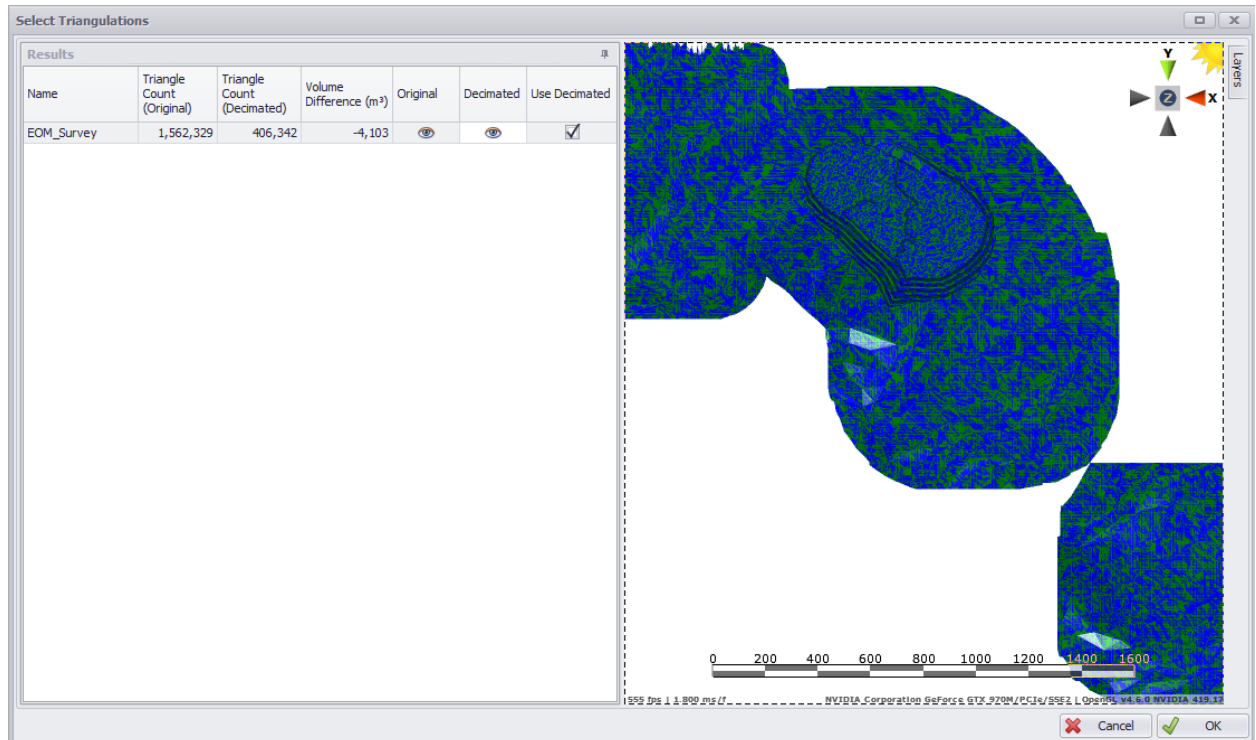 Select Triangulations
Results
Name Triangle Count (Original) Triangle Count (Decimated) Volume Difference (m³) Original Decimated Use Decimated
EOM_Survey 1,562,329 406,342 -4,103
Y
Z X
Layers
0 200 400 600 800 1000 1200 1400 1600
555 fps | 1.800 ms/f NVIDIA Corporation GeForce GTX 970M/PCIe/SSE2 | OpenGL v4.6.0 NVIDIA 419.17
Cancel OK